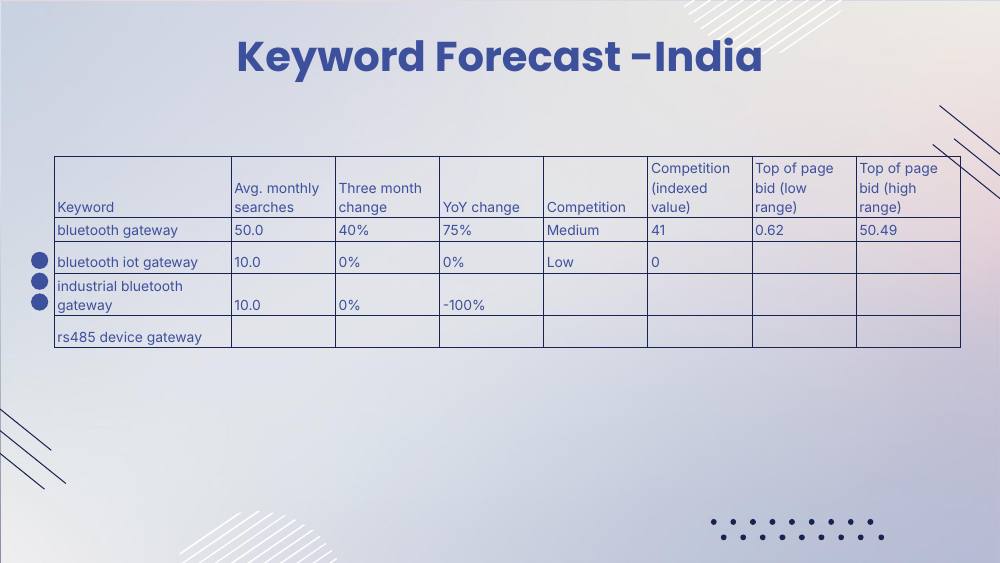 Keyword Forecast -India
Keyword	Avg. monthly searches	Three month change	YoY change	Competition	Competition (indexed value)	Top of page bid (low range)	Top of page bid (high range)
bluetooth gateway	50.0	40%	75%	Medium	41	0.62	50.49
bluetooth iot gateway	10.0	0%	0%	Low	0
industrial bluetooth gateway	10.0	0%	-100%
rs485 device gateway